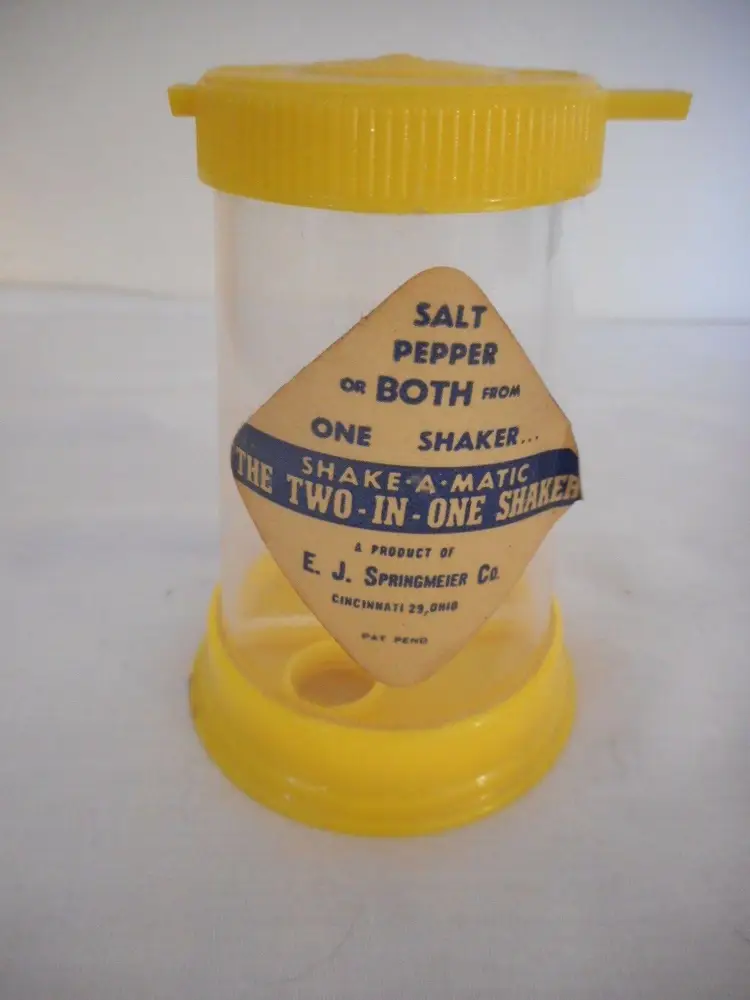 SALT
PEPPER
OR BOTH FROM
ONE SHAKER...
SHAKE-A-MATIC
THE TWO-IN-ONE SHAKER
A PRODUCT OF
E. J. SPRINGMEIER CO.
CINCINNATI 29, OHIO
PAT PEND